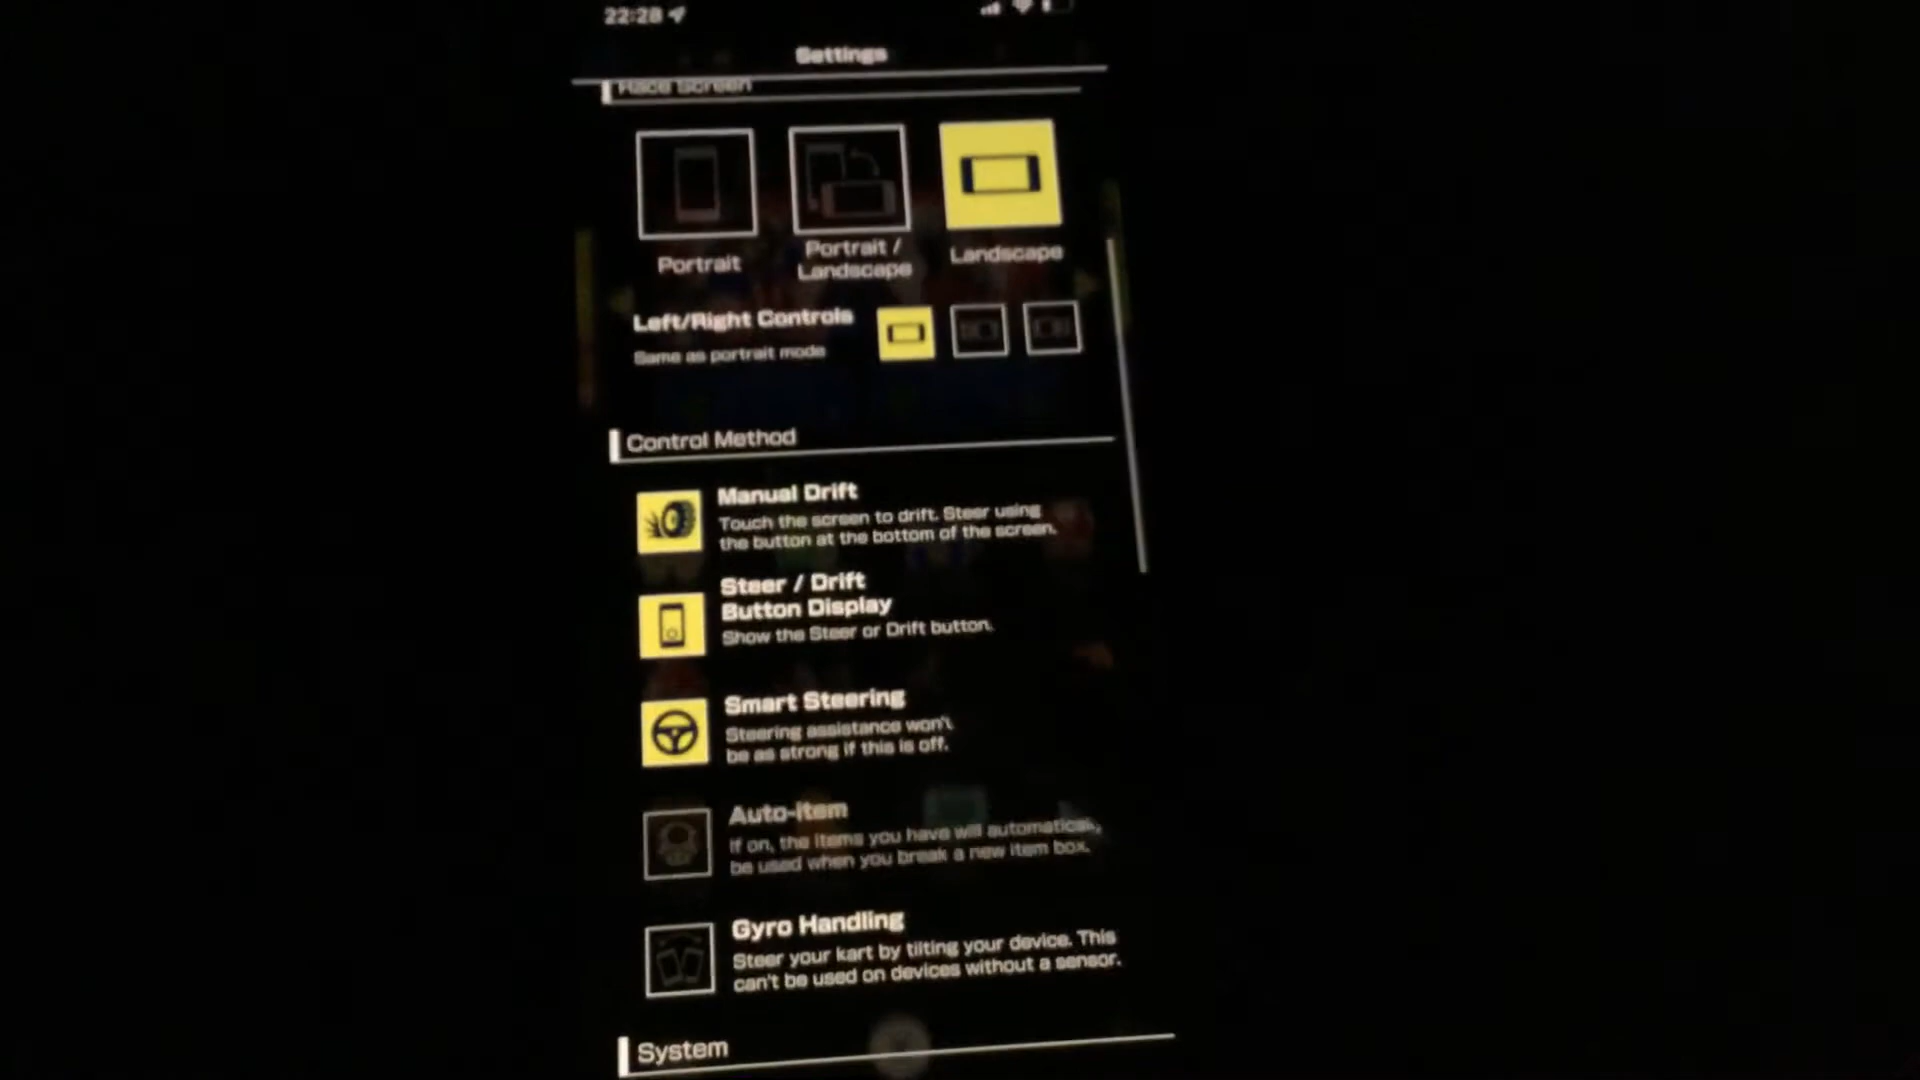 22:28
Settings
Race Screen
Portrait
Portrait /
Landscape
Landscape
Left/Right Controls
Same as portrait mode
Control Method
Manual Drift
Touch the screen to drift. Steer using
the button at the bottom of the screen.
Steer / Drift
Button Display
Show the Steer or Drift button.
Smart Steering
Steering assistance won't
be as strong if this is off.
Auto-item
If on, the items you have will automatically
be used when you break a new item box.
Gyro Handling
Steer your kart by tilting your device. This
can't be used on devices without a sensor.
System